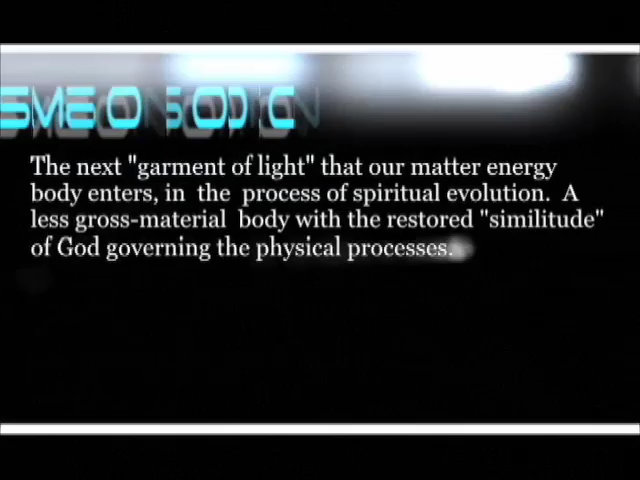 The next "garment of light" that our matter energy
body enters, in the process of spiritual evolution. A
less gross-material body with the restored "similitude"
of God governing the physical processes.